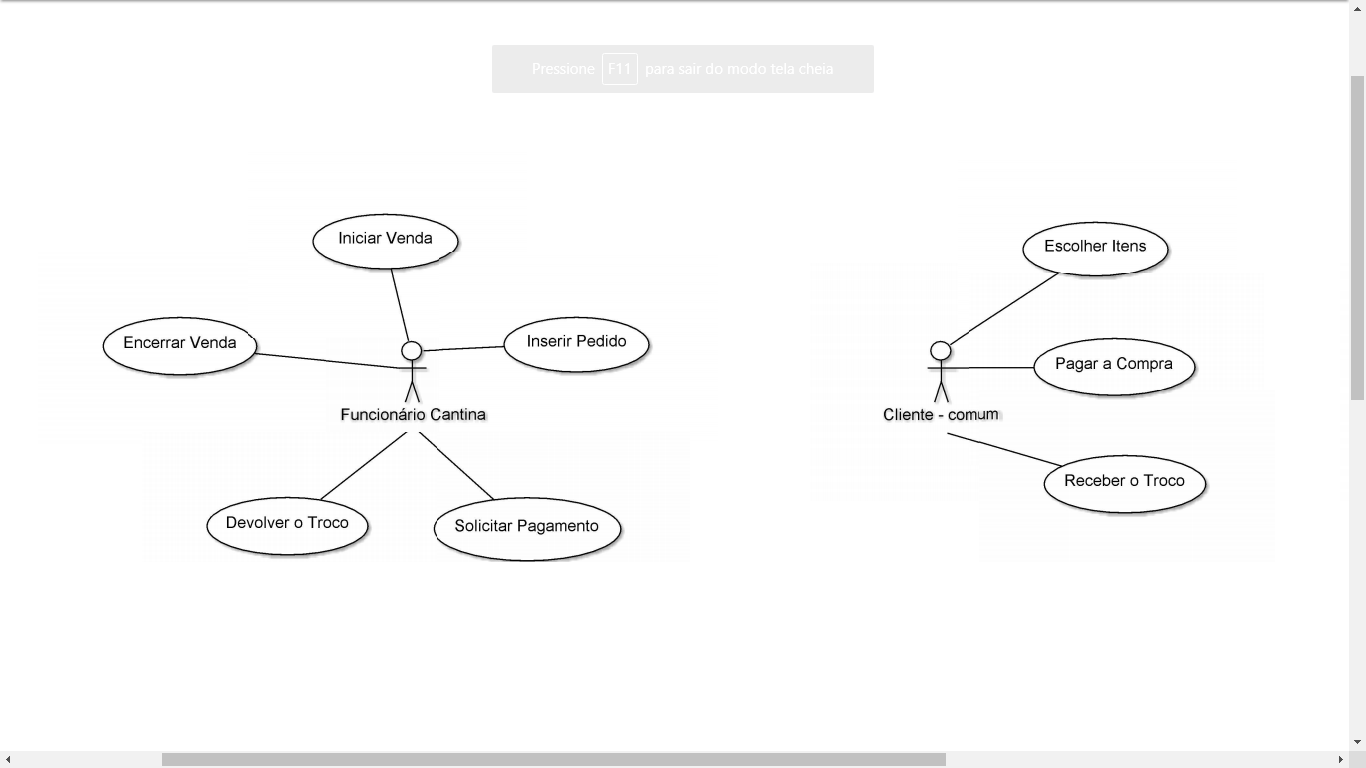 Pressione F11 para sair do modo tela cheia
Iniciar Venda
Encerrar Venda
Inserir Pedido
Funcionário Cantina
Devolver o Troco
Solicitar Pagamento
Escolher Itens
Pagar a Compra
Cliente - comum
Receber o Troco